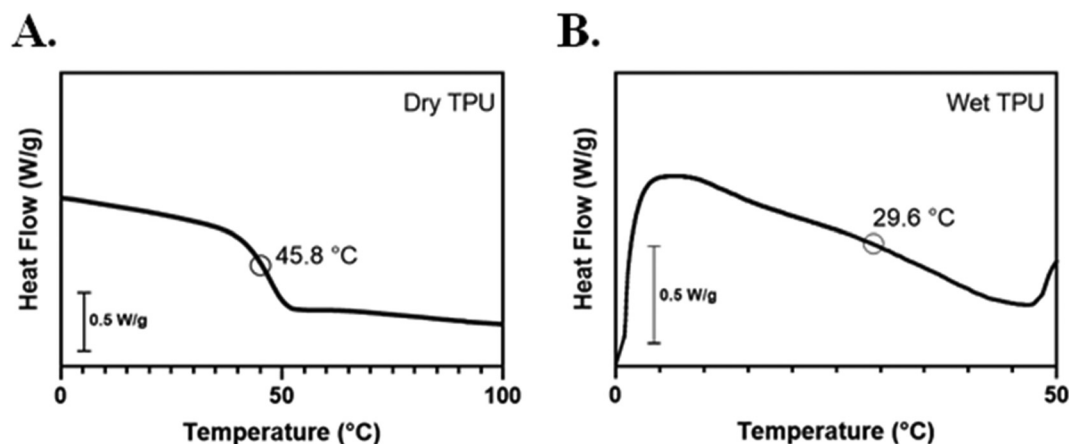 A.
Dry TPU
Heat Flow (W/g)
45.8 °C
0.5 W/g
0
50
100
Temperature (°C)
B.
Wet TPU
Heat Flow (W/g)
29.6 °C
0.5 W/g
0
50
Temperature (°C)